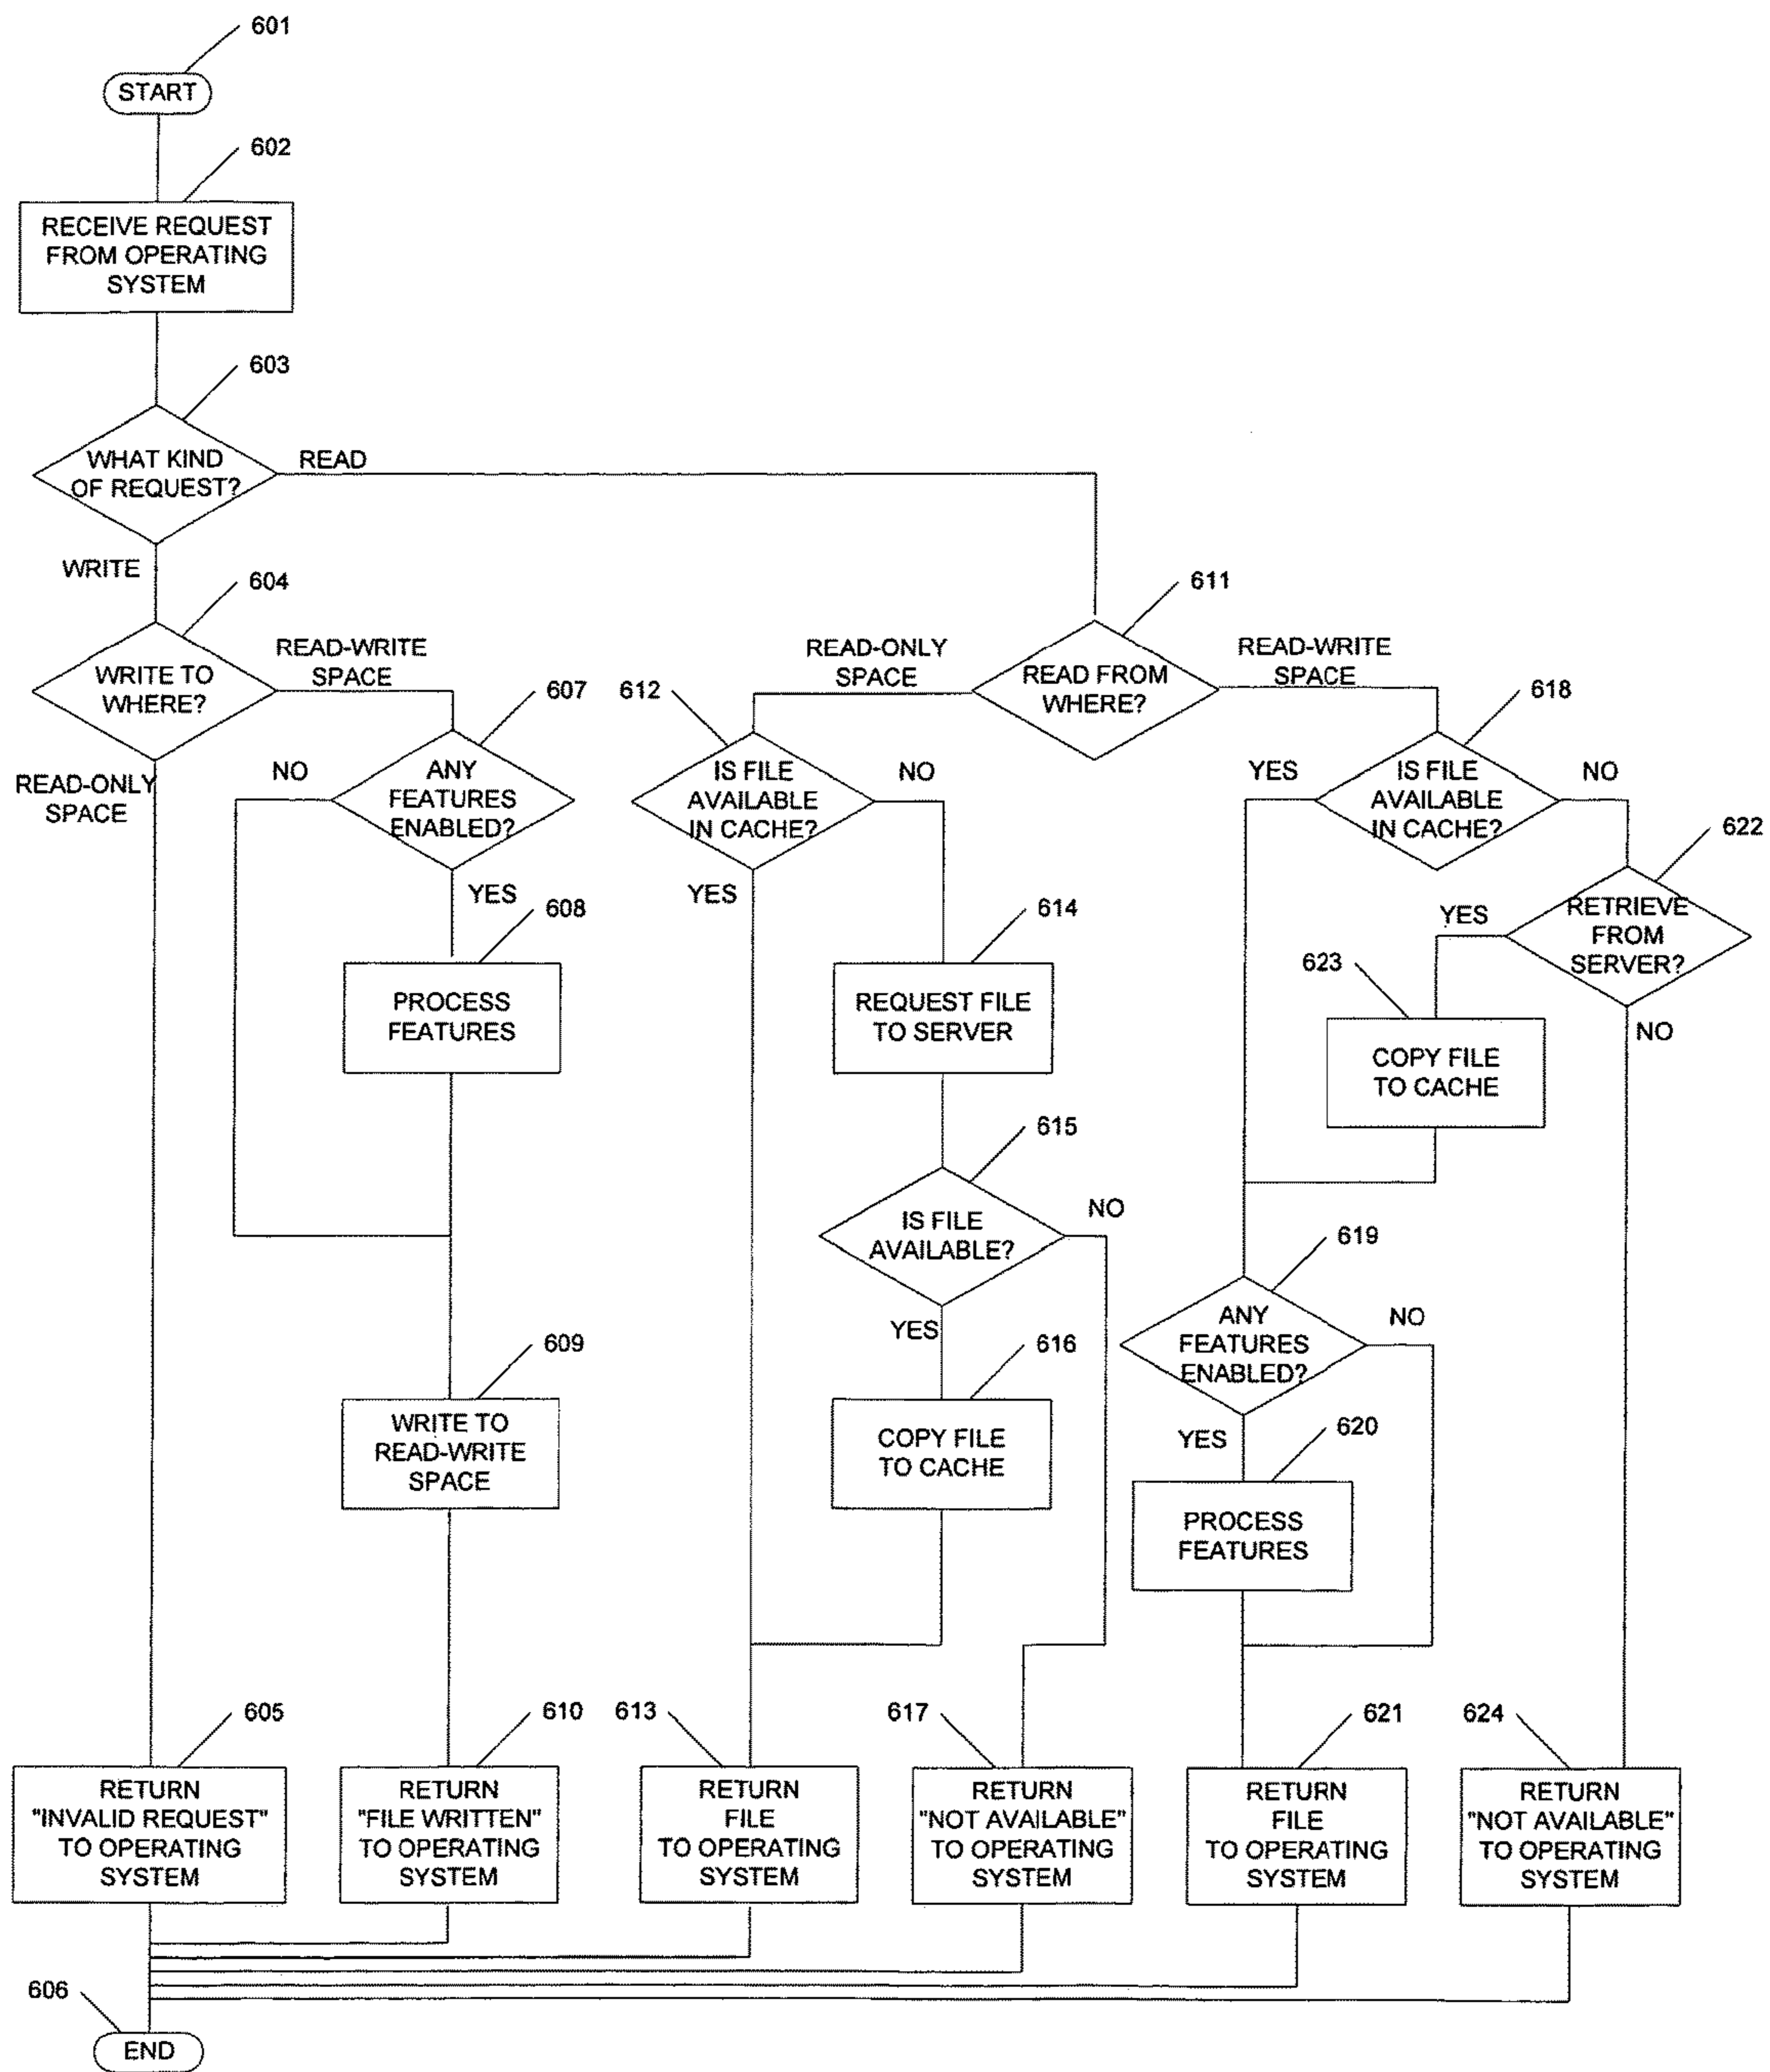 601
START
602
RECEIVE REQUEST
FROM OPERATING
SYSTEM
603
WHAT KIND
OF REQUEST?
READ
WRITE
604
WRITE TO
WHERE?
READ-WRITE
SPACE
READ-ONLY
SPACE
607
ANY
FEATURES
ENABLED?
NO
YES
608
PROCESS
FEATURES
609
WRITE TO
READ-WRITE
SPACE
611
READ FROM
WHERE?
READ-ONLY
SPACE
READ-WRITE
SPACE
612
IS FILE
AVAILABLE
IN CACHE?
NO
YES
614
REQUEST FILE
TO SERVER
615
IS FILE
AVAILABLE?
NO
YES
616
COPY FILE
TO CACHE
618
IS FILE
AVAILABLE
IN CACHE?
YES
NO
622
RETRIEVE
FROM
SERVER?
YES
NO
623
COPY FILE
TO CACHE
619
ANY
FEATURES
ENABLED?
NO
YES
620
PROCESS
FEATURES
605
RETURN
"INVALID REQUEST"
TO OPERATING
SYSTEM
610
RETURN
"FILE WRITTEN"
TO OPERATING
SYSTEM
613
RETURN
FILE
TO OPERATING
SYSTEM
617
RETURN
"NOT AVAILABLE"
TO OPERATING
SYSTEM
621
RETURN
FILE
TO OPERATING
SYSTEM
624
RETURN
"NOT AVAILABLE"
TO OPERATING
SYSTEM
606
END